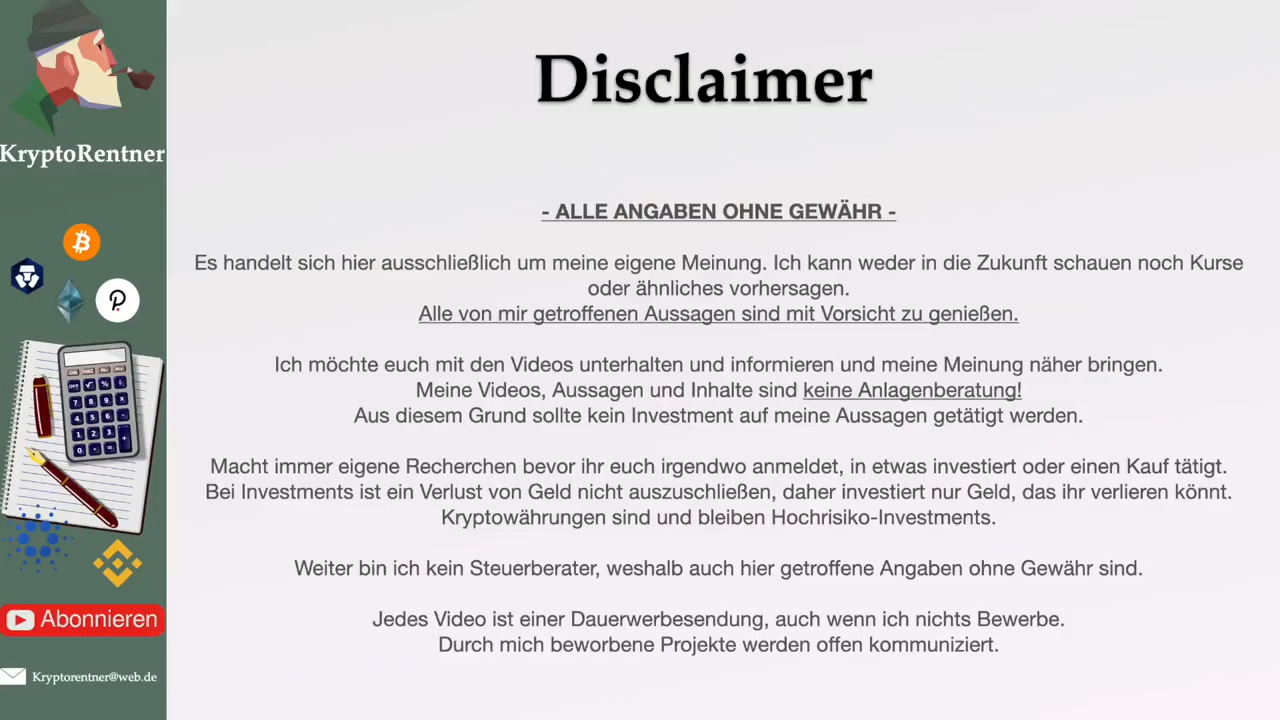 Disclaimer
KryptoRentner
- ALLE ANGABEN OHNE GEWÄHR -
Es handelt sich hier ausschließlich um meine eigene Meinung. Ich kann weder in die Zukunft schauen noch Kurse
oder ähnliches vorhersagen.
Alle von mir getroffenen Aussagen sind mit Vorsicht zu genießen.
Ich möchte euch mit den Videos unterhalten und informieren und meine Meinung näher bringen.
Meine Videos, Aussagen und Inhalte sind keine Anlagenberatung!
Aus diesem Grund sollte kein Investment auf meine Aussagen getätigt werden.
Macht immer eigene Recherchen bevor ihr euch irgendwo anmeldet, in etwas investiert oder einen Kauf tätigt.
Bei Investments ist ein Verlust von Geld nicht auszuschließen, daher investiert nur Geld, das ihr verlieren könnt.
Kryptowährungen sind und bleiben Hochrisiko-Investments.
Weiter bin ich kein Steuerberater, weshalb auch hier getroffene Angaben ohne Gewähr sind.
Jedes Video ist einer Dauerwerbesendung, auch wenn ich nichts Bewerbe.
Durch mich beworbene Projekte werden offen kommuniziert.
Abonnieren
Kryptorentner@web.de